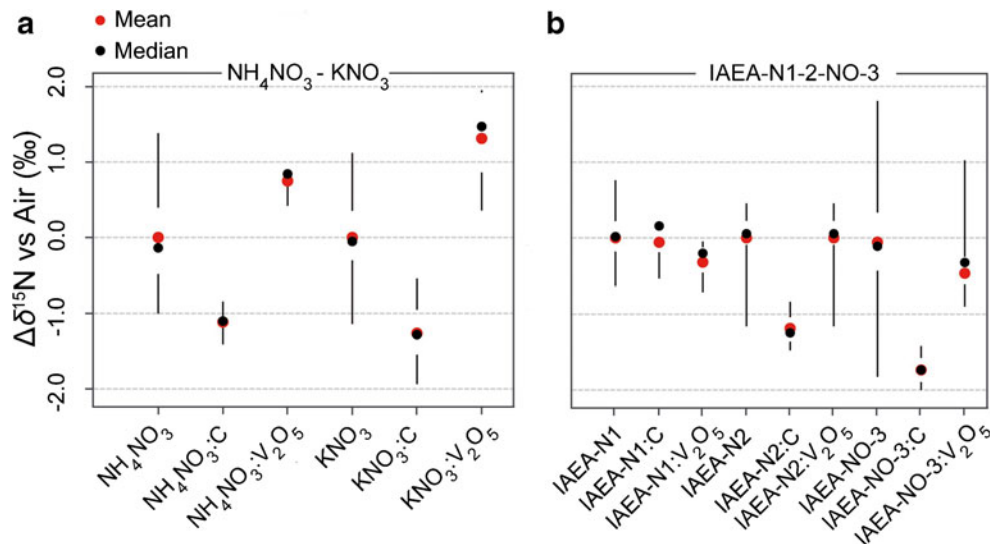 a
Mean
Median
b
NH₄NO₃ - KNO₃
IAEA-N1-2-NO-3
Δδ¹⁵N vs Air (‰)
2.0
1.0
0.0
-1.0
-2.0
NH₄NO₃
NH₄NO₃:C
NH₄NO₃:V₂O₅
KNO₃
KNO₃:C
KNO₃:V₂O₅
IAEA-N1
IAEA-N1:C
IAEA-N1:V₂O₅
IAEA-N2
IAEA-N2:C
IAEA-N2:V₂O₅
IAEA-NO-3
IAEA-NO-3:C
IAEA-NO-3:V₂O₅